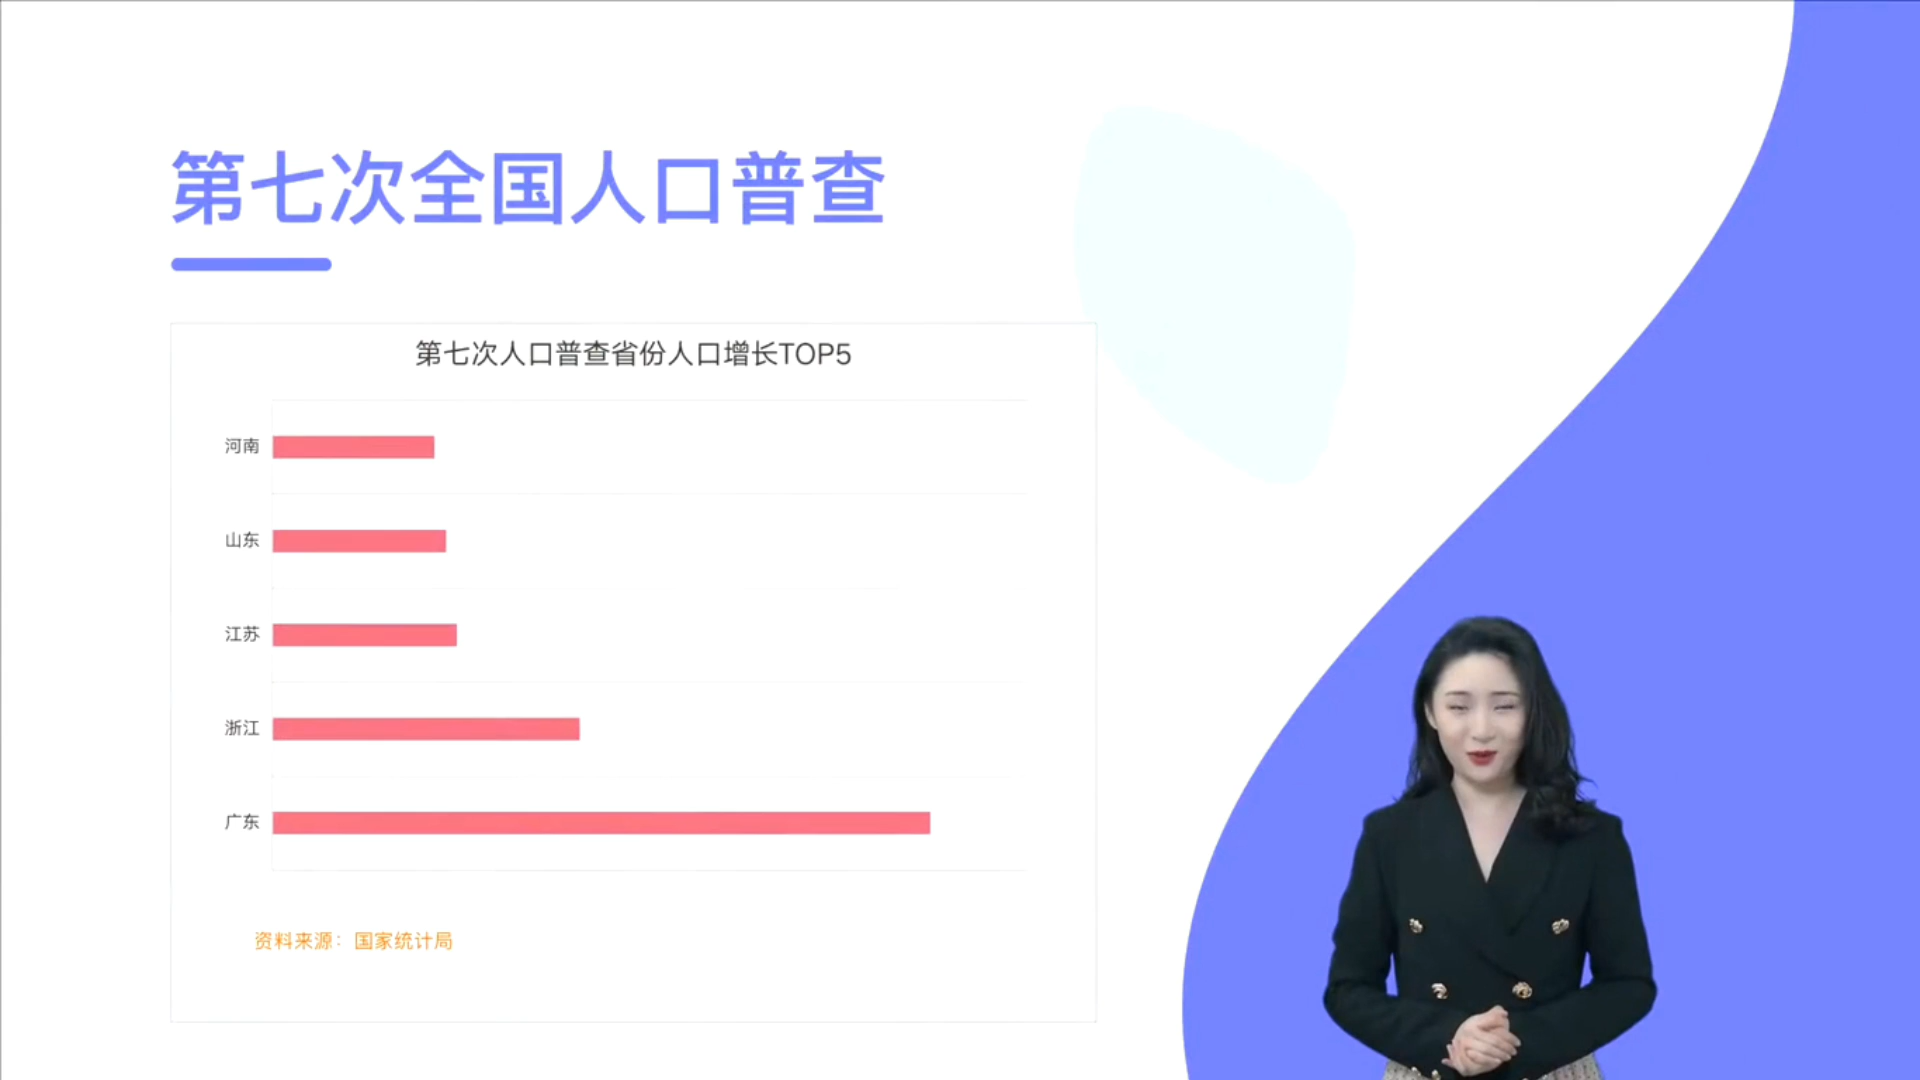 第七次全国人口普查
第七次人口普查省份人口增长TOP5
河南
山东
江苏
浙江
广东
资料来源：国家统计局